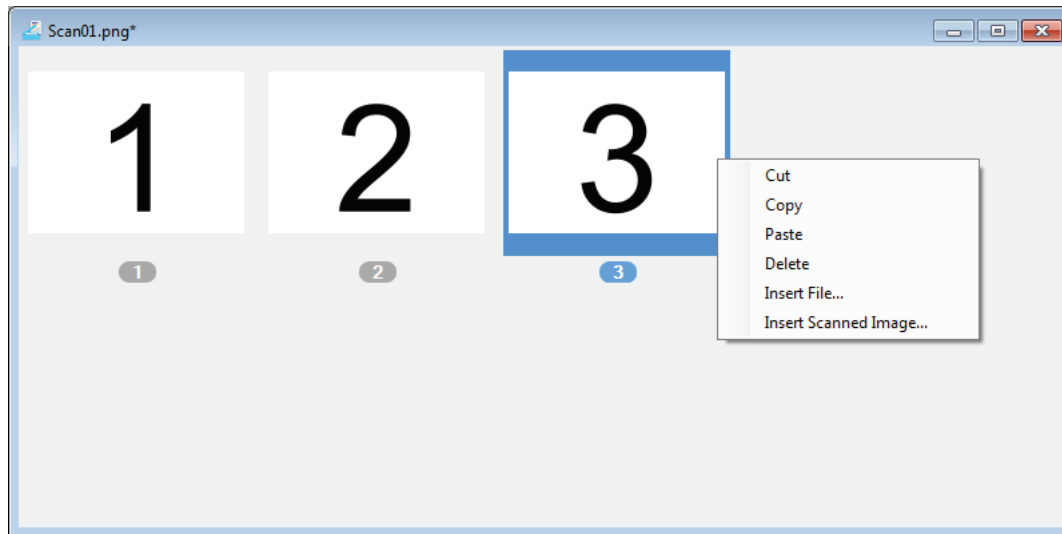 Scan01.png*
1 2 3
1 2 3
Cut
Copy
Paste
Delete
Insert File...
Insert Scanned Image...